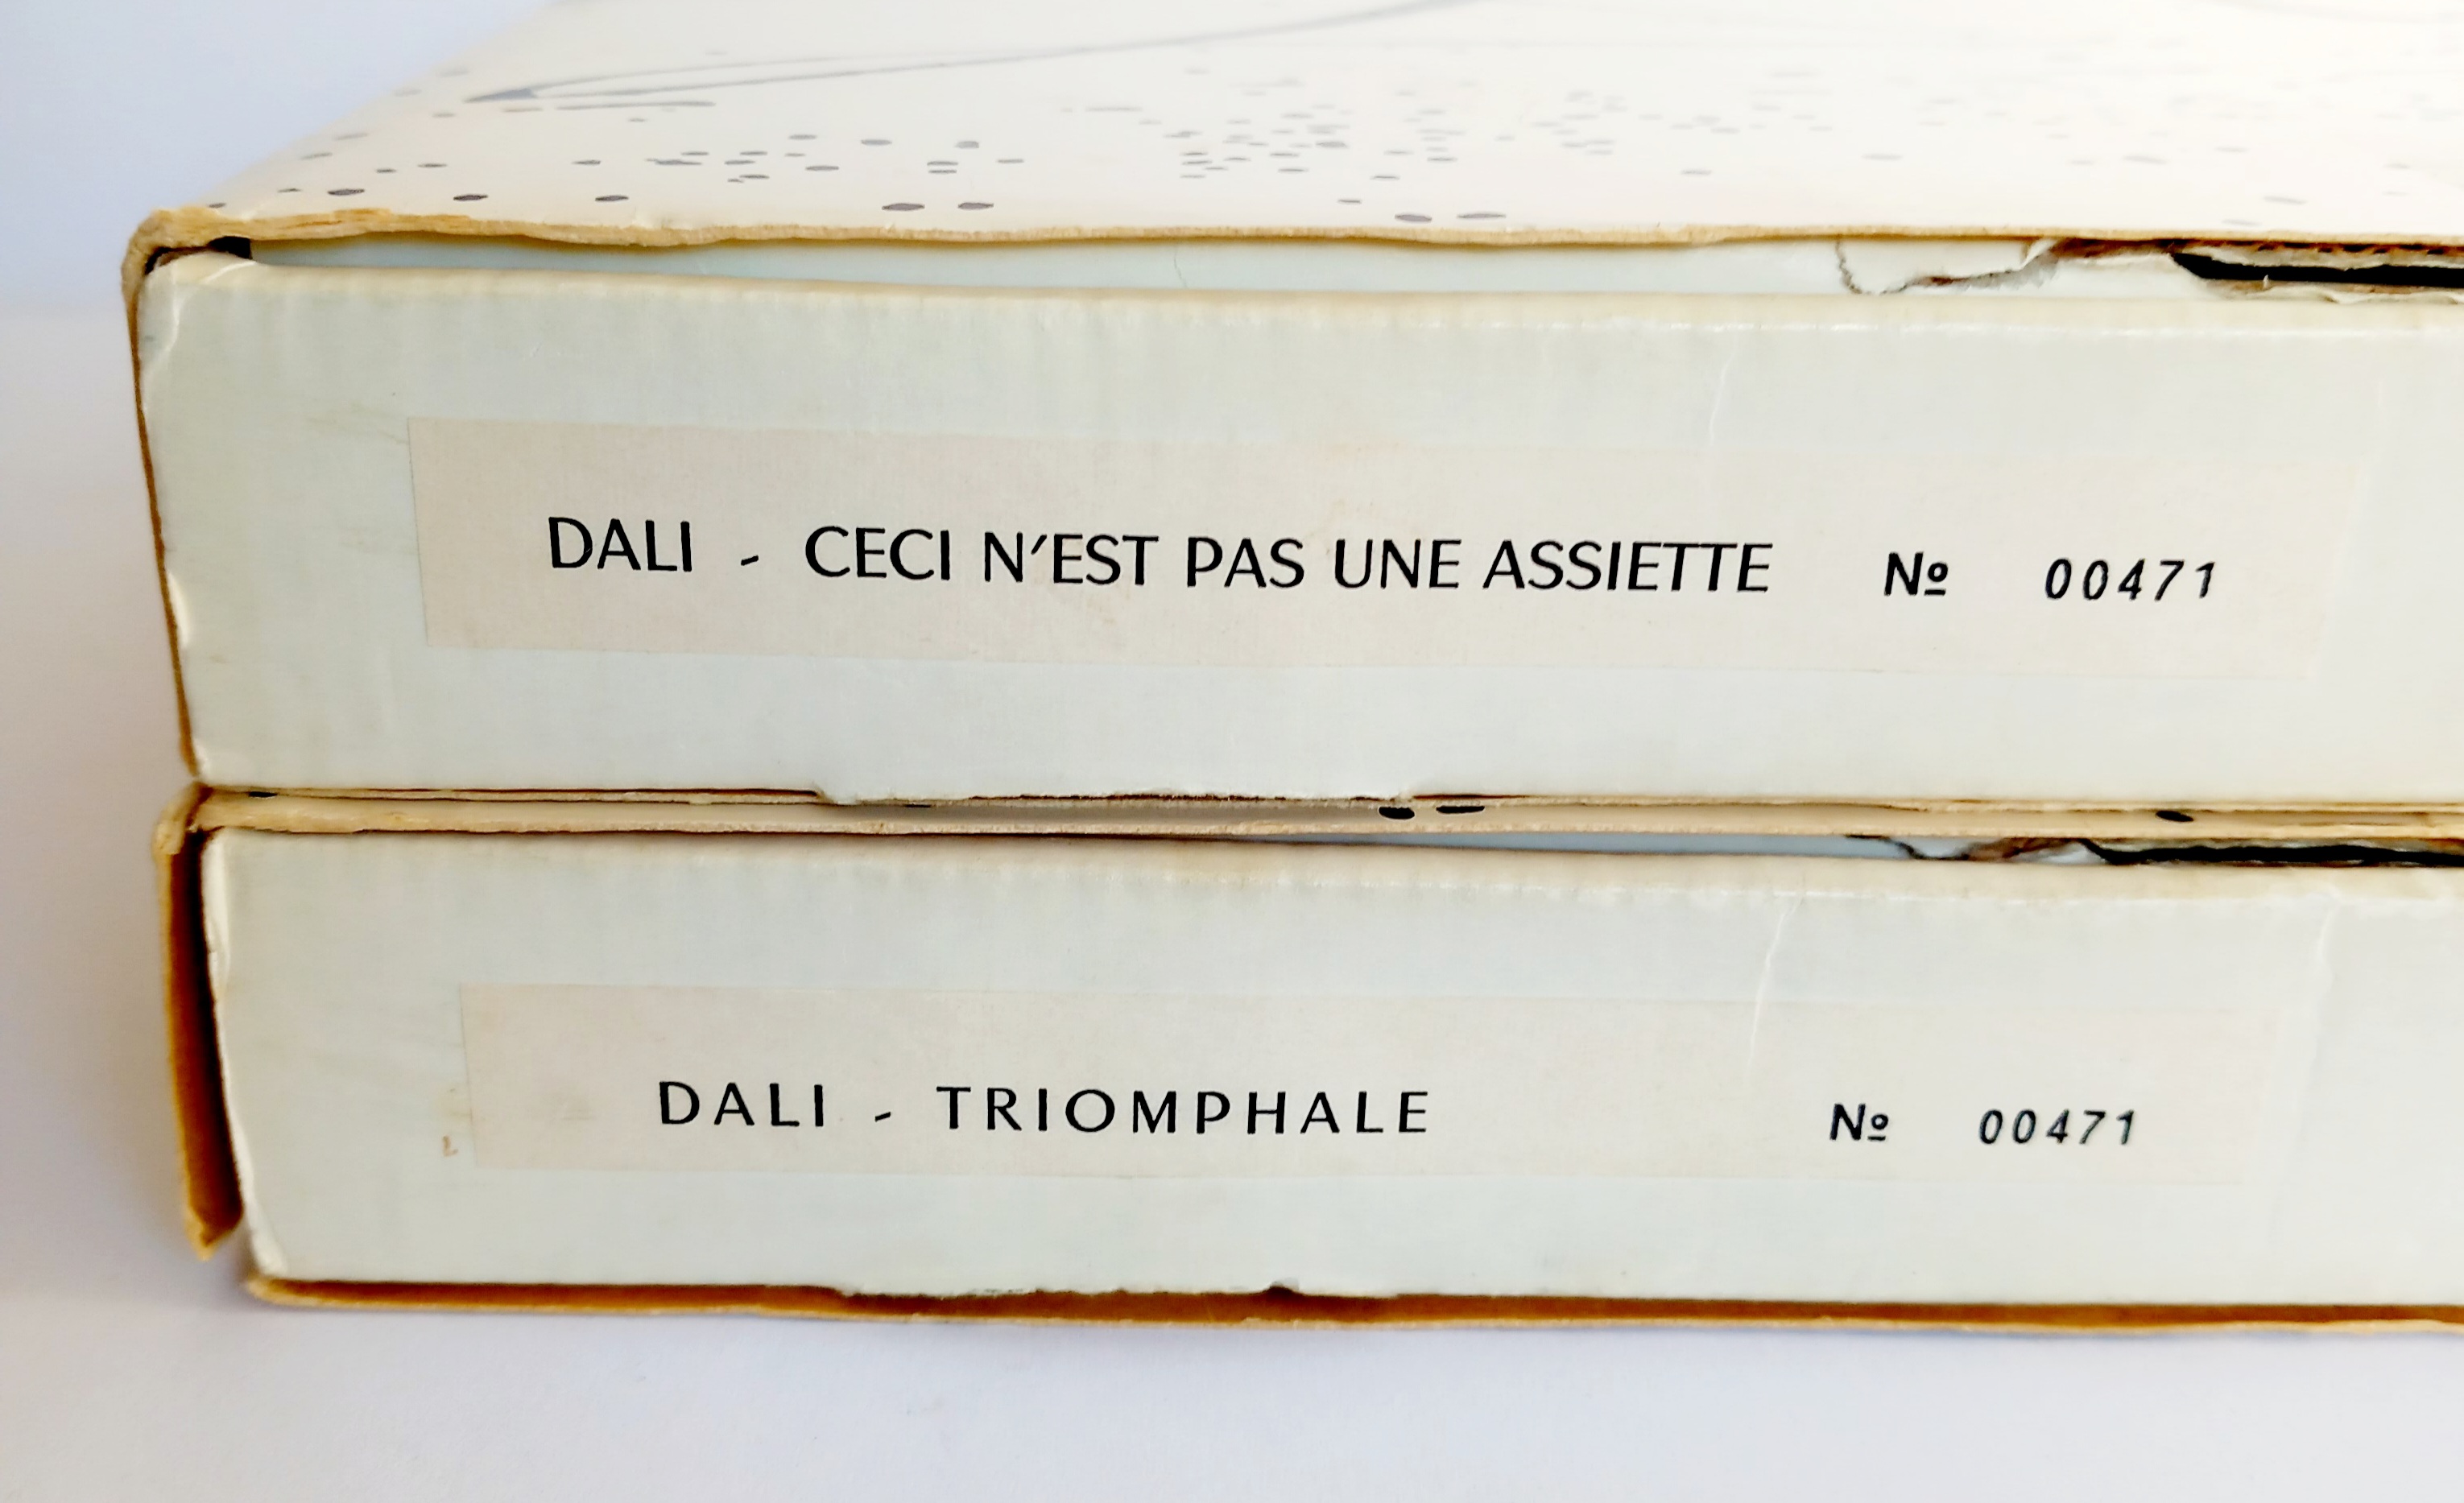 DALI - CECI N'EST PAS UNE ASSIETTE Nº 00471
DALI - TRIOMPHALE Nº 00471